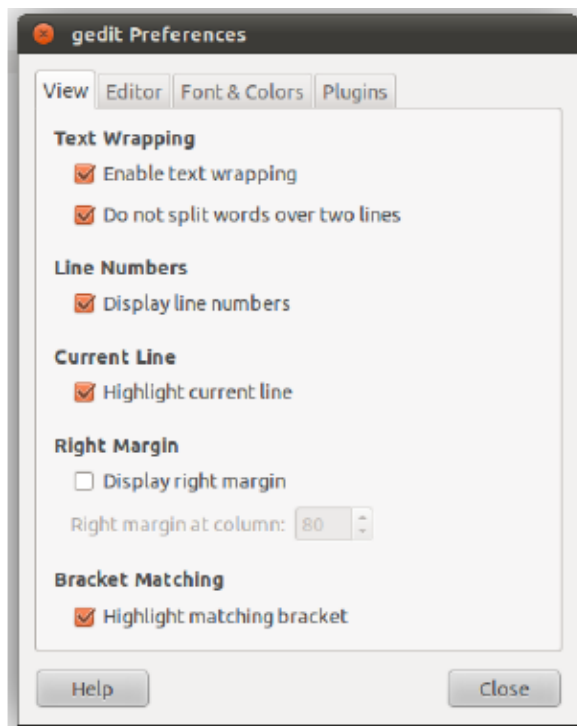 gedit Preferences
View Editor Font & Colors Plugins
Text Wrapping
Enable text wrapping
Do not split words over two lines
Line Numbers
Display line numbers
Current Line
Highlight current line
Right Margin
Display right margin
Right margin at column: 80
Bracket Matching
Highlight matching bracket
Help Close